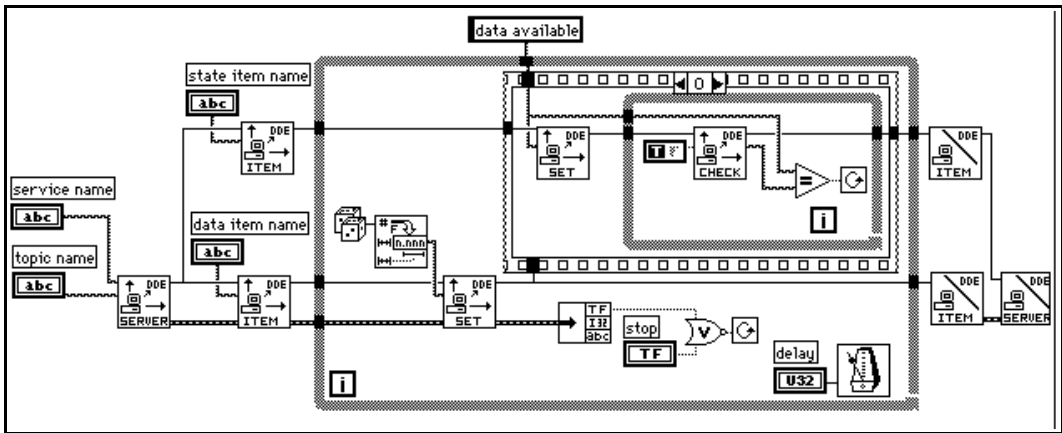 data available
state item name
abc
0
DDE
ITEM
DDE
SET
TF
DDE
CHECK
=
i
DDE
ITEM
service name
abc
topic name
abc
data item name
abc
#
F
n.nnn
DDE
SERVER
DDE
ITEM
DDE
SET
TF
I32
abc
stop
TF
V
delay
U32
i
DDE
ITEM
DDE
SERVER